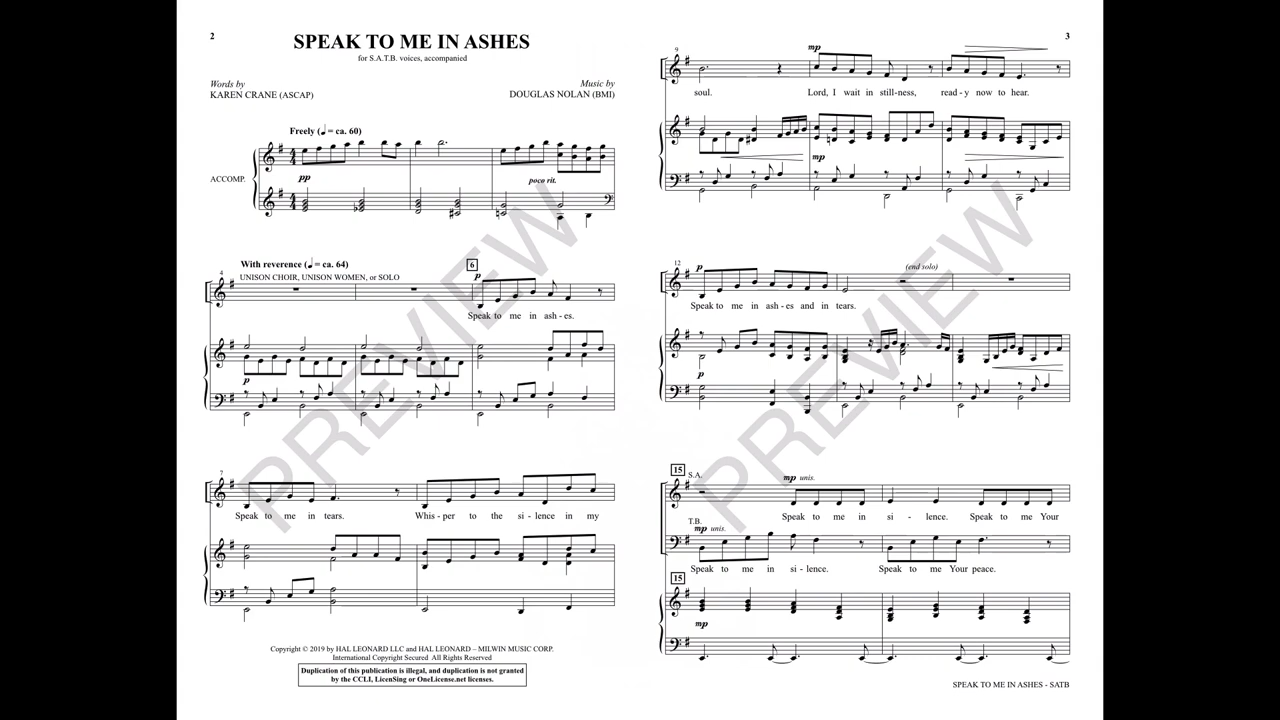 2
SPEAK TO ME IN ASHES
for S.A.T.B. voices, accompanied
Words by
KAREN CRANE (ASCAP)
Music by
DOUGLAS NOLAN (BMI)
Freely (♩ = ca. 60)
ACCOMP.
pp
poco rit.
With reverence (♩ = ca. 64)
4
UNISON CHOIR, UNISON WOMEN, or SOLO
6
p
Speak to me in ash - es.
p
7
Speak to me in tears. Whis - per to the si - lence in my
Copyright © 2019 by HAL LEONARD LLC and HAL LEONARD – MILWIN MUSIC CORP.
International Copyright Secured All Rights Reserved
Duplication of this publication is illegal, and duplication is not granted
by the CCLI, LicenSing or OneLicense.net licenses.
3
9
mp
soul. Lord, I wait in still - ness, read - y now to hear.
mp
12
p
(end solo)
Speak to me in ash - es and in tears.
p
15
S.A.
mp unis.
Speak to me in si - lence. Speak to me Your
T.B.
mp unis.
Speak to me in si - lence. Speak to me Your peace.
15
mp
SPEAK TO ME IN ASHES - SATB
PREVIEW
PREVIEW